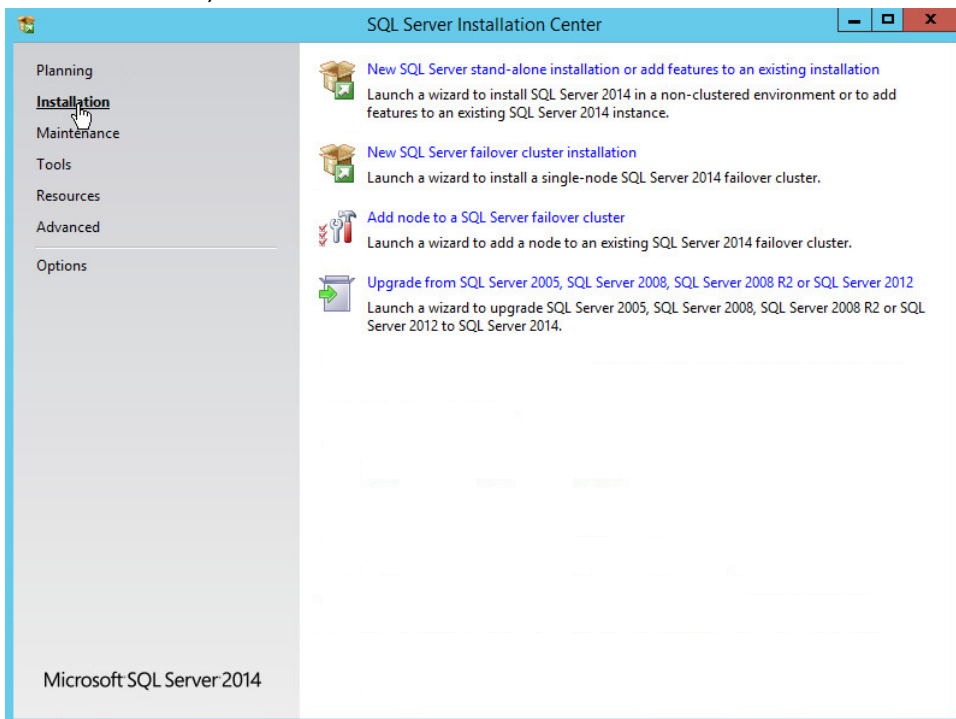 SQL Server Installation Center
Planning
Installation
Maintenance
Tools
Resources
Advanced
Options
New SQL Server stand-alone installation or add features to an existing installation
Launch a wizard to install SQL Server 2014 in a non-clustered environment or to add
features to an existing SQL Server 2014 instance.
New SQL Server failover cluster installation
Launch a wizard to install a single-node SQL Server 2014 failover cluster.
Add node to a SQL Server failover cluster
Launch a wizard to add a node to an existing SQL Server 2014 failover cluster.
Upgrade from SQL Server 2005, SQL Server 2008, SQL Server 2008 R2 or SQL Server 2012
Launch a wizard to upgrade SQL Server 2005, SQL Server 2008, SQL Server 2008 R2 or SQL
Server 2012 to SQL Server 2014.
Microsoft SQL Server 2014